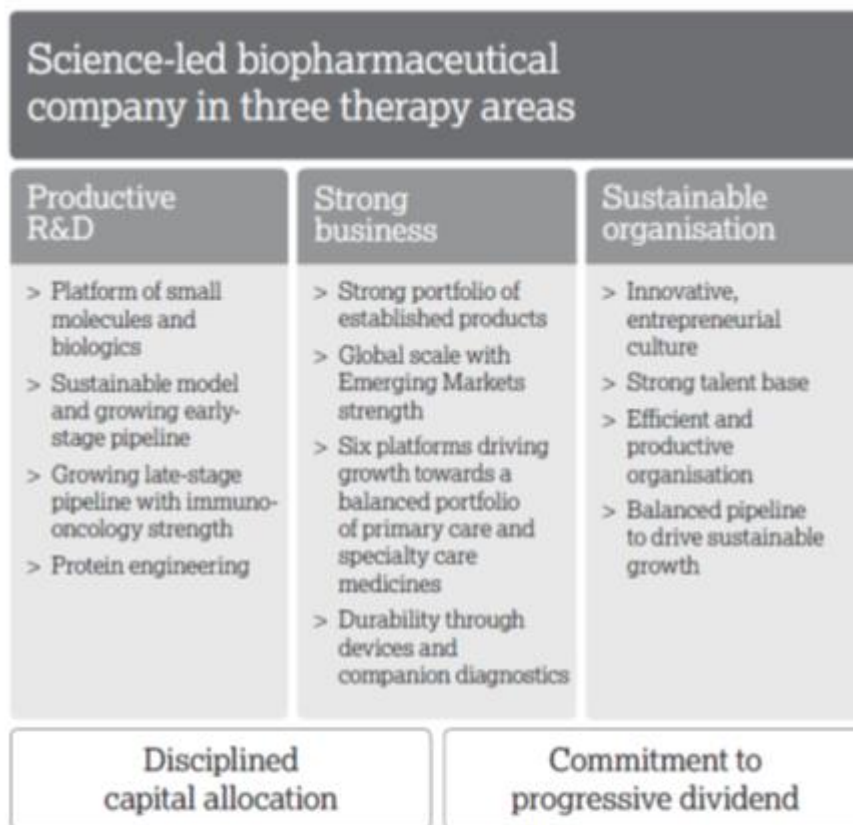 Science-led biopharmaceutical
company in three therapy areas
Productive
R&D
> Platform of small
molecules and
biologics
> Sustainable model
and growing early-
stage pipeline
> Growing late-stage
pipeline with immuno-
oncology strength
> Protein engineering
Strong
business
> Strong portfolio of
established products
> Global scale with
Emerging Markets
strength
> Six platforms driving
growth towards a
balanced portfolio
of primary care and
specialty care
medicines
> Durability through
devices and
companion diagnostics
Sustainable
organisation
> Innovative,
entrepreneurial
culture
> Strong talent base
> Efficient and
productive
organisation
> Balanced pipeline
to drive sustainable
growth
Disciplined
capital allocation
Commitment to
progressive dividend